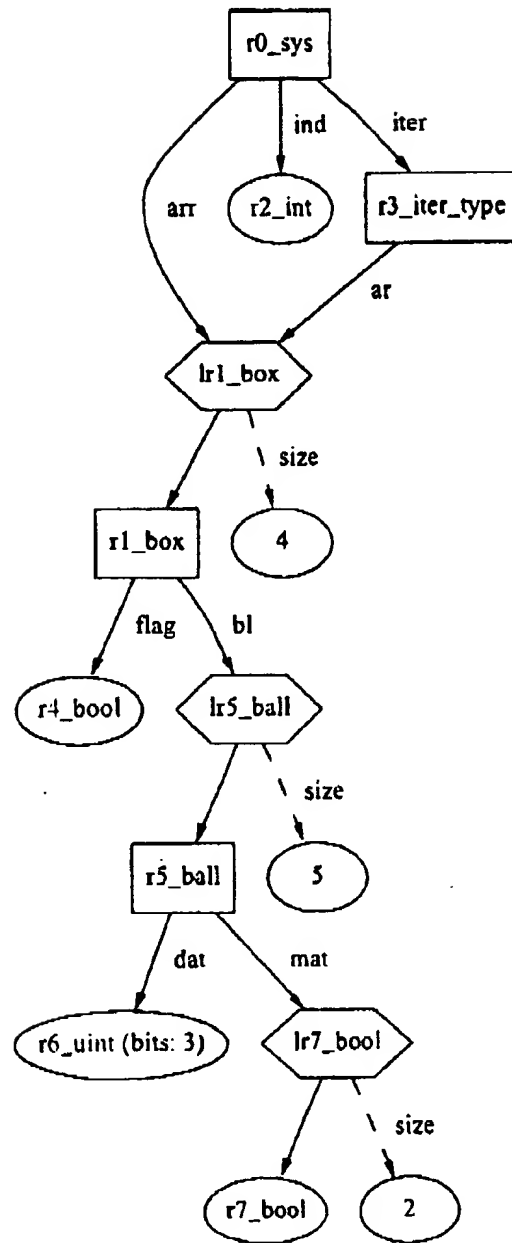 r0_sys
ind
iter
arr
r2_int
r3_iter_type
ar
lr1_box
size
r1_box
4
flag
bl
r4_bool
lr5_ball
size
r5_ball
5
dat
mat
r6_uint (bits: 3)
lr7_bool
size
r7_bool
2